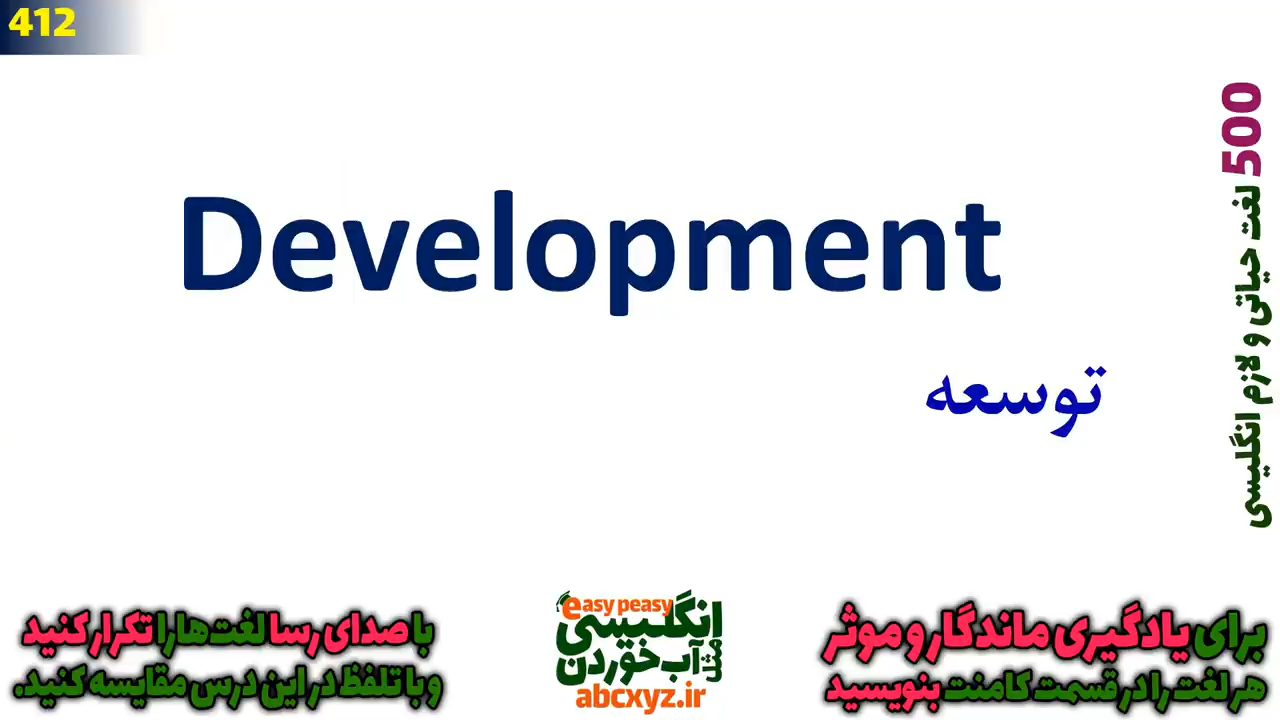 412
Development
توسعه
500 لغت حیاتی و لازم انگلیسی
برای یادگیری ماندگار و موثر
هر لغت را در قسمت کامنت بنویسید
easy peasy
انگلیسی
مثل آب خوردن
abcxyz.ir
با صدای رسا لغت‌ها را تکرار کنید
و با تلفظ در این درس مقایسه کنید.